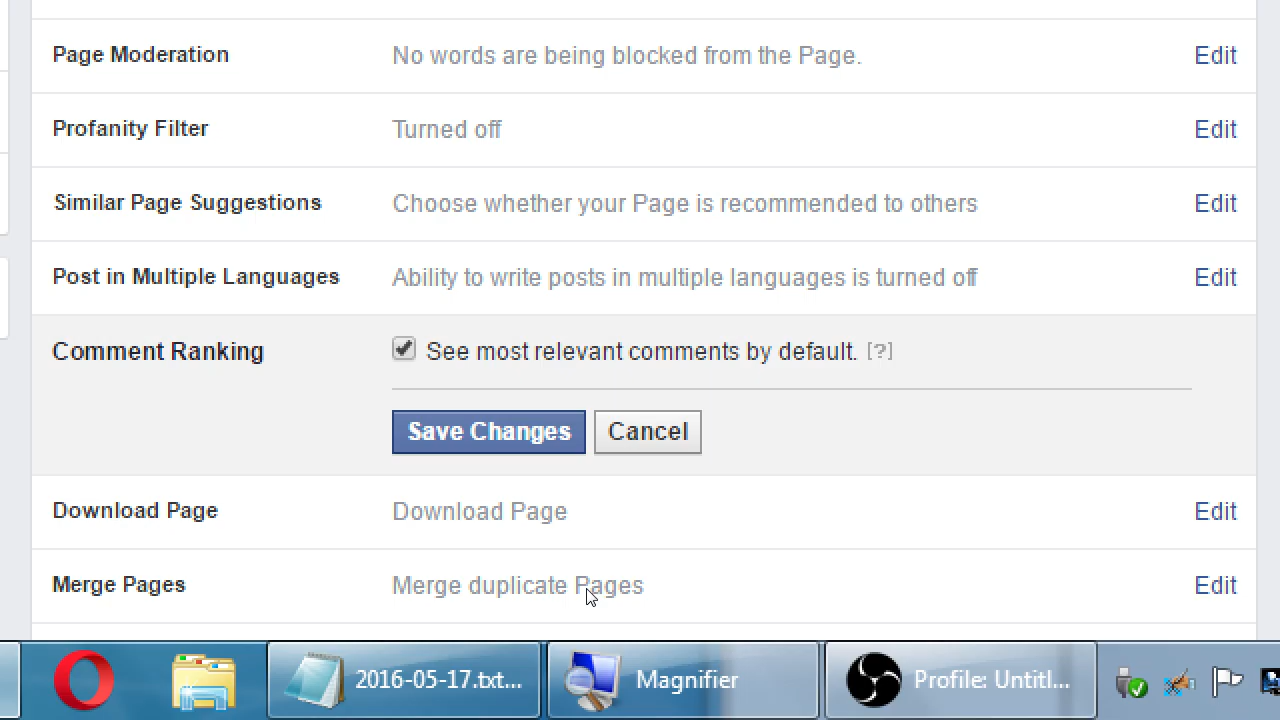 Page Moderation No words are being blocked from the Page. Edit
Profanity Filter Turned off Edit
Similar Page Suggestions Choose whether your Page is recommended to others Edit
Post in Multiple Languages Ability to write posts in multiple languages is turned off Edit
Comment Ranking See most relevant comments by default. [?]
Save Changes Cancel
Download Page Download Page Edit
Merge Pages Merge duplicate Pages Edit
2016-05-17.txt... Magnifier Profile: Untitl...